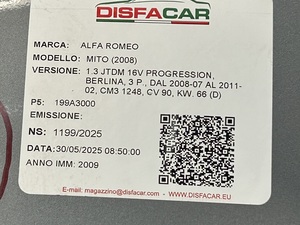 DISFACAR
MARCA: ALFA ROMEO
MODELLO: MITO (2008)
VERSIONE: 1.3 JTDM 16V PROGRESSION,
BERLINA, 3 P., DAL 2008-07 AL 2011-
02, CM3 1248, CV 90, KW. 66 (D)
P5: 199A3000
EMISSIONE:
NS: 1199/2025
DATA:30/05/2025 08:50:00
ANNO IMM: 2009
E-mail: magazzino@disfacar.com
WWW.DISFACAR.EU